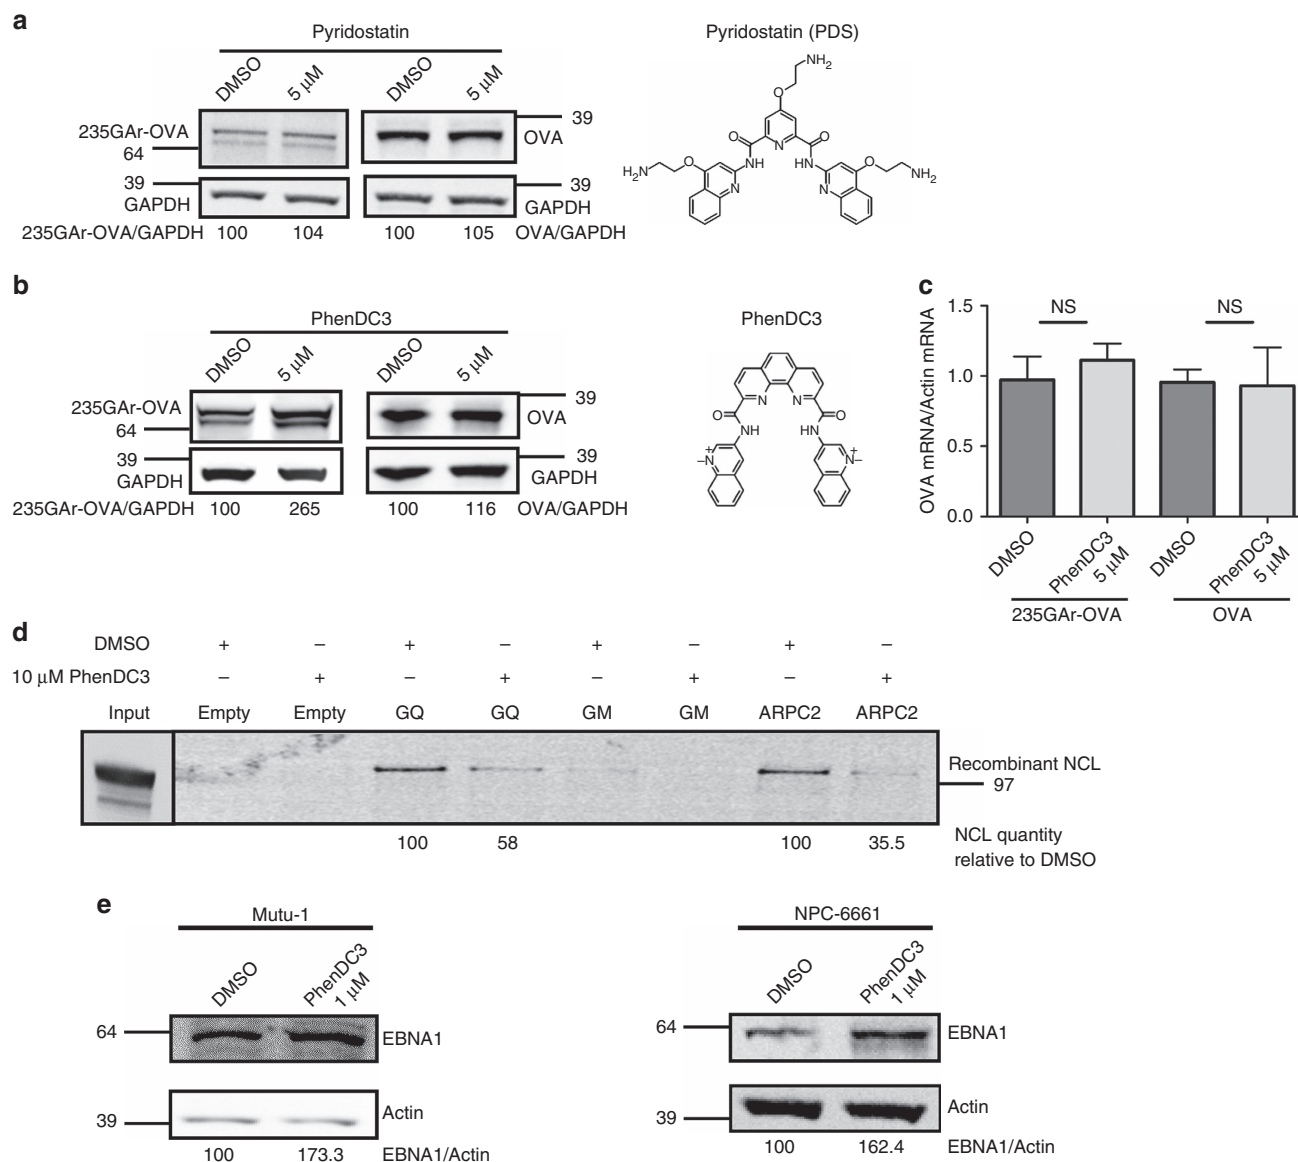 a
Pyridostatin
DMSO 5 μM DMSO 5 μM
235GAr-OVA
64
39
OVA
39
GAPDH
39
GAPDH
235GAr-OVA/GAPDH 100 104 100 105 OVA/GAPDH
Pyridostatin (PDS)
NH2
O
O N O
NH HN
H2N O N N O NH2
b
PhenDC3
DMSO 5 μM DMSO 5 μM
235GAr-OVA
64
39
OVA
39
GAPDH
39
GAPDH
235GAr-OVA/GAPDH 100 265 100 116 OVA/GAPDH
PhenDC3
N N
O O
NH HN
N+ N+
c
OVA mRNA/Actin mRNA
1.5
1.0
0.5
0.0
NS NS
DMSO PhenDC3 5 μM DMSO PhenDC3 5 μM
235GAr-OVA OVA
d
DMSO + – + – + – + –
10 μM PhenDC3 – + – + – + – +
Input Empty Empty GQ GQ GM GM ARPC2 ARPC2
Recombinant NCL
97
100 58 100 35.5 NCL quantity
relative to DMSO
e
Mutu-1
DMSO PhenDC3 1 μM
64 EBNA1
39 Actin
100 173.3 EBNA1/Actin
NPC-6661
DMSO PhenDC3 1 μM
64 EBNA1
39 Actin
100 162.4 EBNA1/Actin